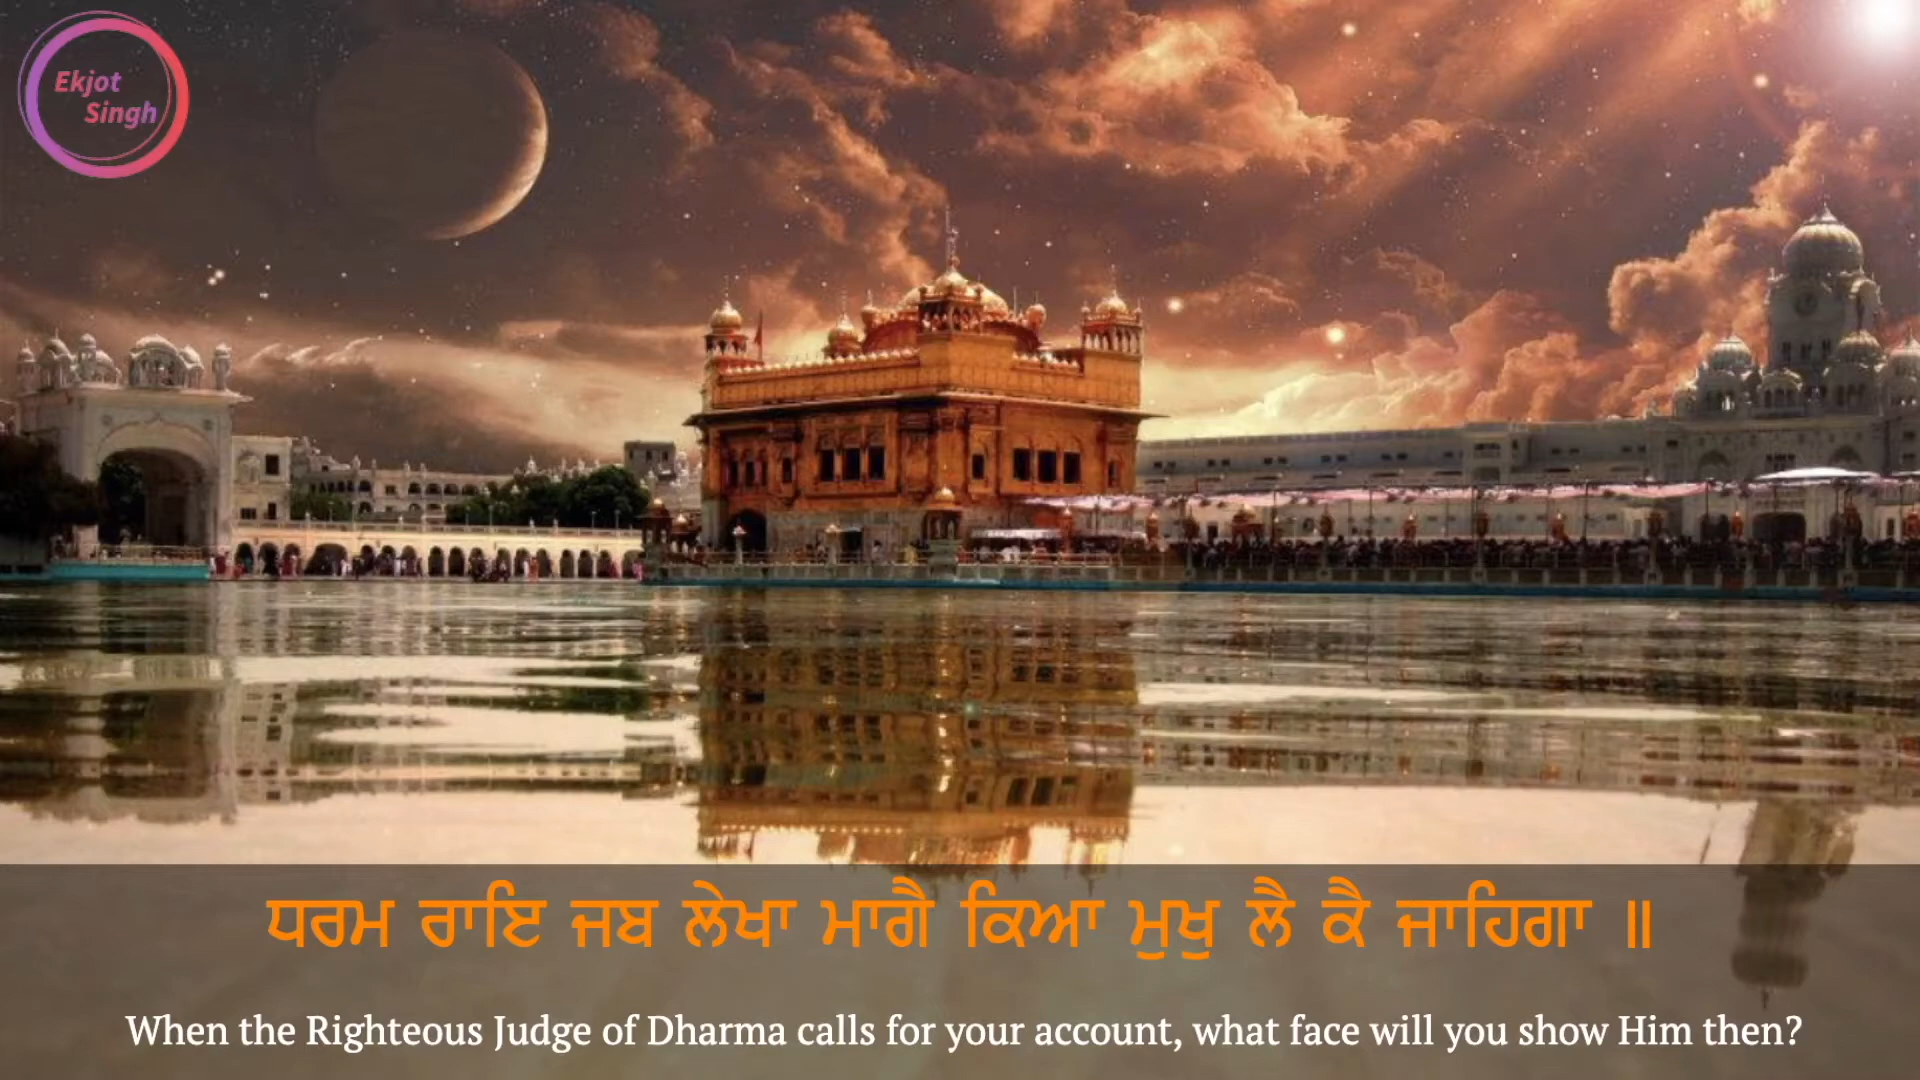 Ekjot
Singh
ਧਰਮ ਰਾਇ ਜਬ ਲੇਖਾ ਮਾਗੈ ਕਿਆ ਮੁਖੁ ਲੈ ਕੈ ਜਾਹਿਗਾ ॥
When the Righteous Judge of Dharma calls for your account, what face will you show Him then?